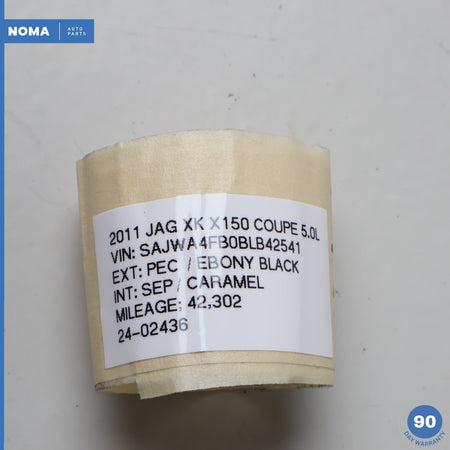 NOMA AUTO PARTS
2011 JAG XK X150 COUPE 5.0L
VIN: SAJWA4FB0BLB42541
EXT: PEC / EBONY BLACK
INT: SEP / CARAMEL
MILEAGE: 42,302
24-02436
90
DAY WARRANTY